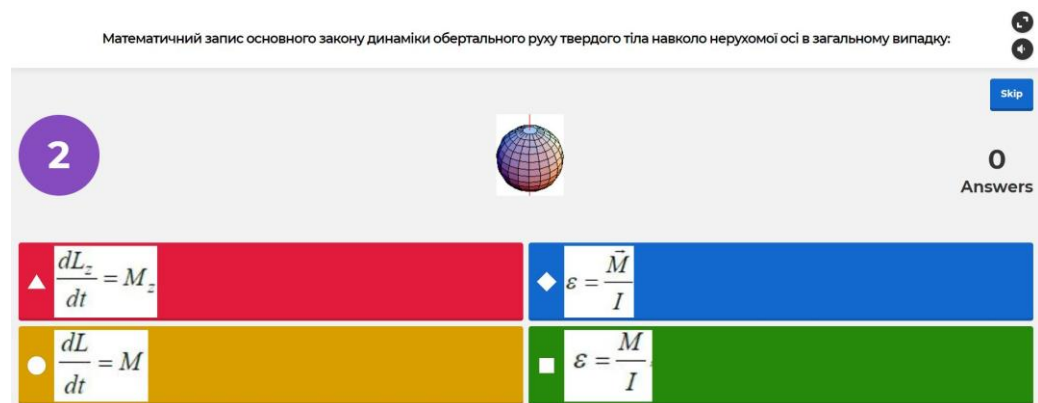 Математичний запис основного закону динаміки обертального руху твердого тіла навколо нерухомої осі в загальному випадку:
Skip
2
0
Answers
dL_z/dt = M_z
ε = M⃗/I
dL/dt = M
ε = M/I